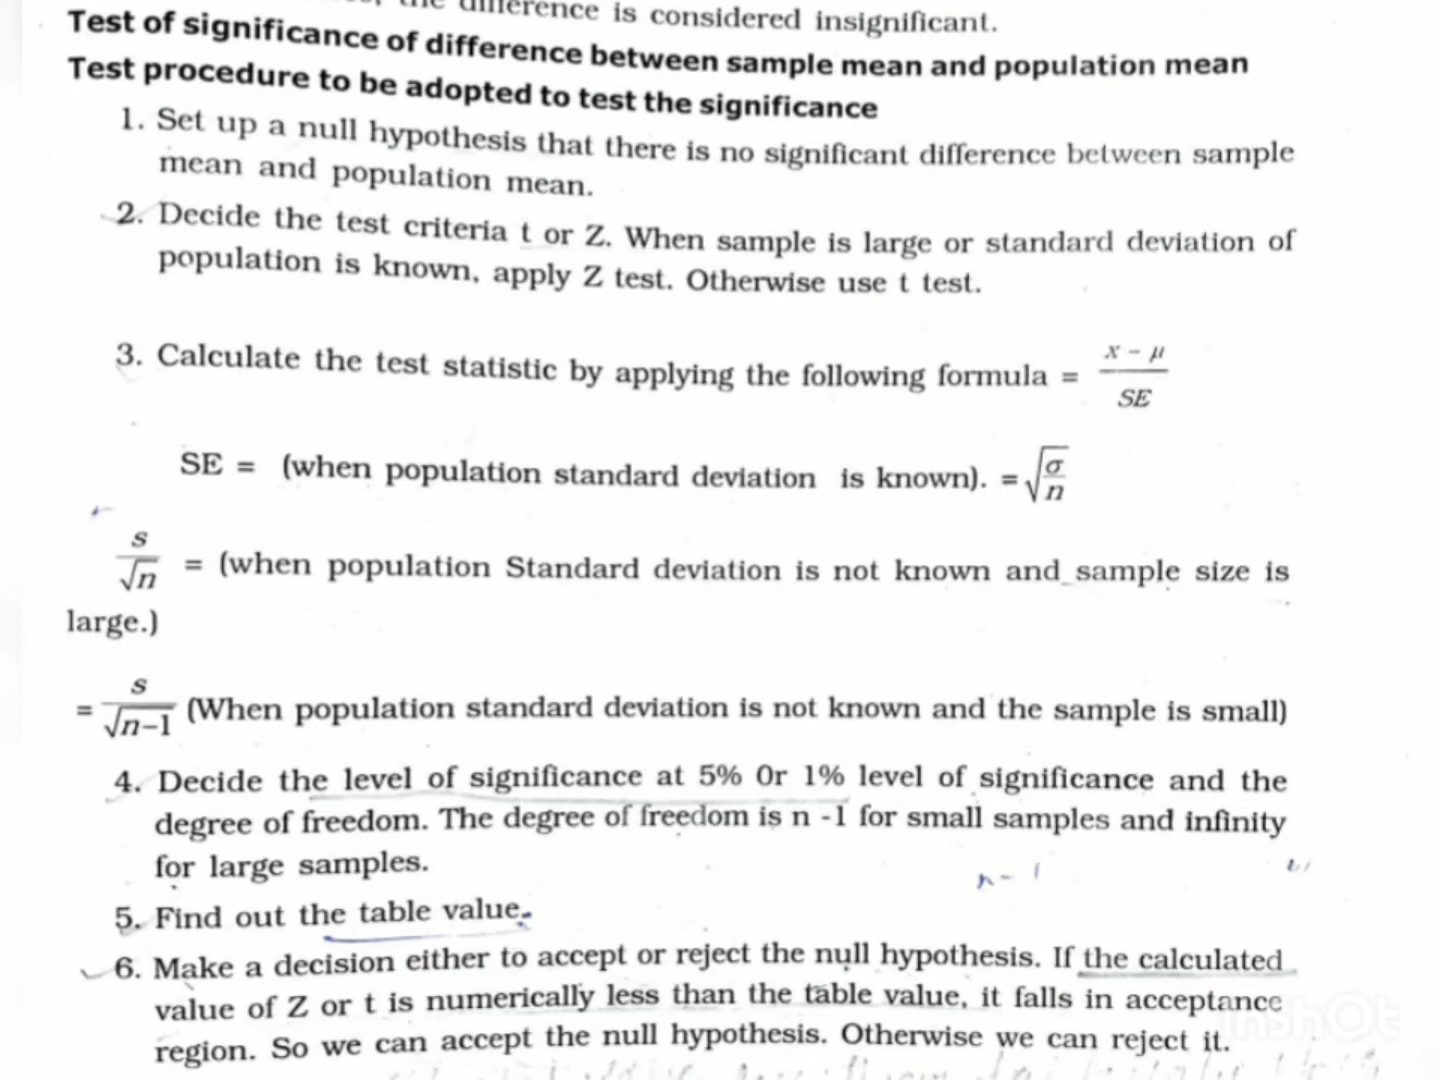 the difference is considered insignificant.
Test of significance of difference between sample mean and population mean
Test procedure to be adopted to test the significance
1. Set up a null hypothesis that there is no significant difference between sample
mean and population mean.
2. Decide the test criteria t or Z. When sample is large or standard deviation of
population is known, apply Z test. Otherwise use t test.
3. Calculate the test statistic by applying the following formula = (x − μ)/SE
SE = (when population standard deviation is known). = √(σ/n)
s/√n = (when population Standard deviation is not known and sample size is
large.)
= s/√n−1 (When population standard deviation is not known and the sample is small)
4. Decide the level of significance at 5% Or 1% level of significance and the
degree of freedom. The degree of freedom is n -1 for small samples and infinity
for large samples.
n - 1
5. Find out the table value.
6. Make a decision either to accept or reject the null hypothesis. If the calculated
value of Z or t is numerically less than the table value, it falls in acceptance
region. So we can accept the null hypothesis. Otherwise we can reject it.
InShOt